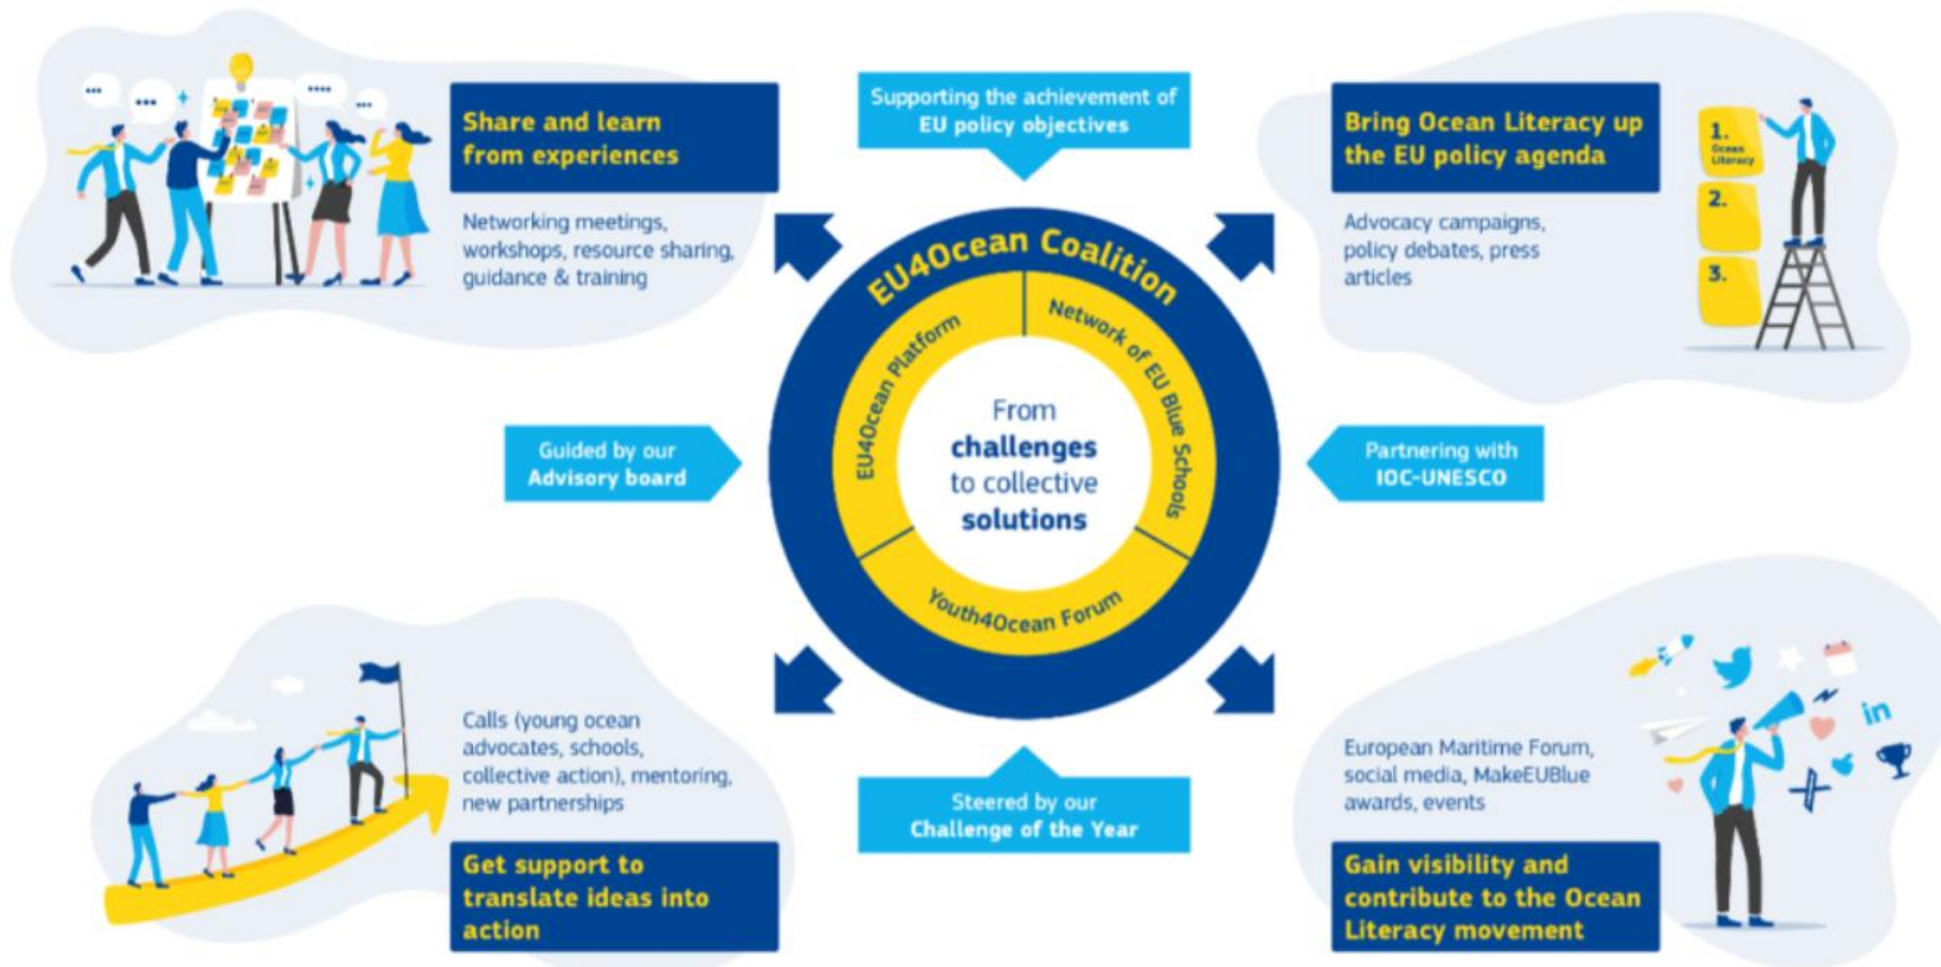 Share and learn
from experiences
Networking meetings,
workshops, resource sharing,
guidance & training
Supporting the achievement of
EU policy objectives
Bring Ocean Literacy up
the EU policy agenda
Advocacy campaigns,
policy debates, press
articles
1.
Ocean
Literacy
2.
3.
EU4Ocean Coalition
EU4Ocean Platform
Network of EU Blue Schools
Youth4Ocean Forum
From
challenges
to collective
solutions
Guided by our
Advisory board
Partnering with
IOC-UNESCO
Calls (young ocean
advocates, schools,
collective action), mentoring,
new partnerships
Get support to
translate ideas into
action
Steered by our
Challenge of the Year
European Maritime Forum,
social media, MakeEUBlue
awards, events
Gain visibility and
contribute to the Ocean
Literacy movement
in